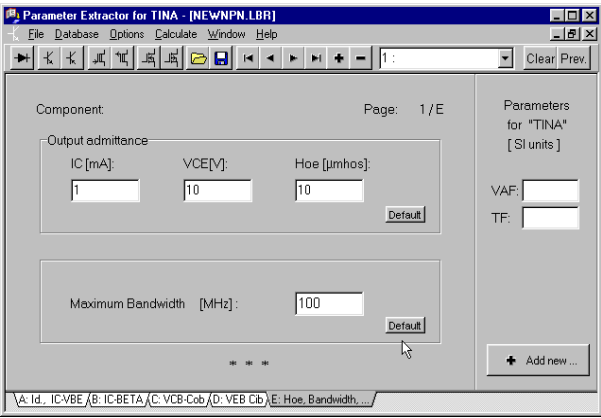 Parameter Extractor for TINA - [NEWNPN.LBR]
File Database Options Calculate Window Help
1 : Clear Prev.
Component: Page: 1 / E
Output admittance
IC [mA]: VCE[V]: Hoe [µmhos]:
1 10 10
Default
Maximum Bandwidth [MHz] : 100
Default
* * *
Parameters
for "TINA"
[ SI units ]
VAF:
TF:
+ Add new ...
A: Id., IC-VBE B: IC-BETA C: VCB-Cob D: VEB Cib E: Hoe, Bandwidth, ...